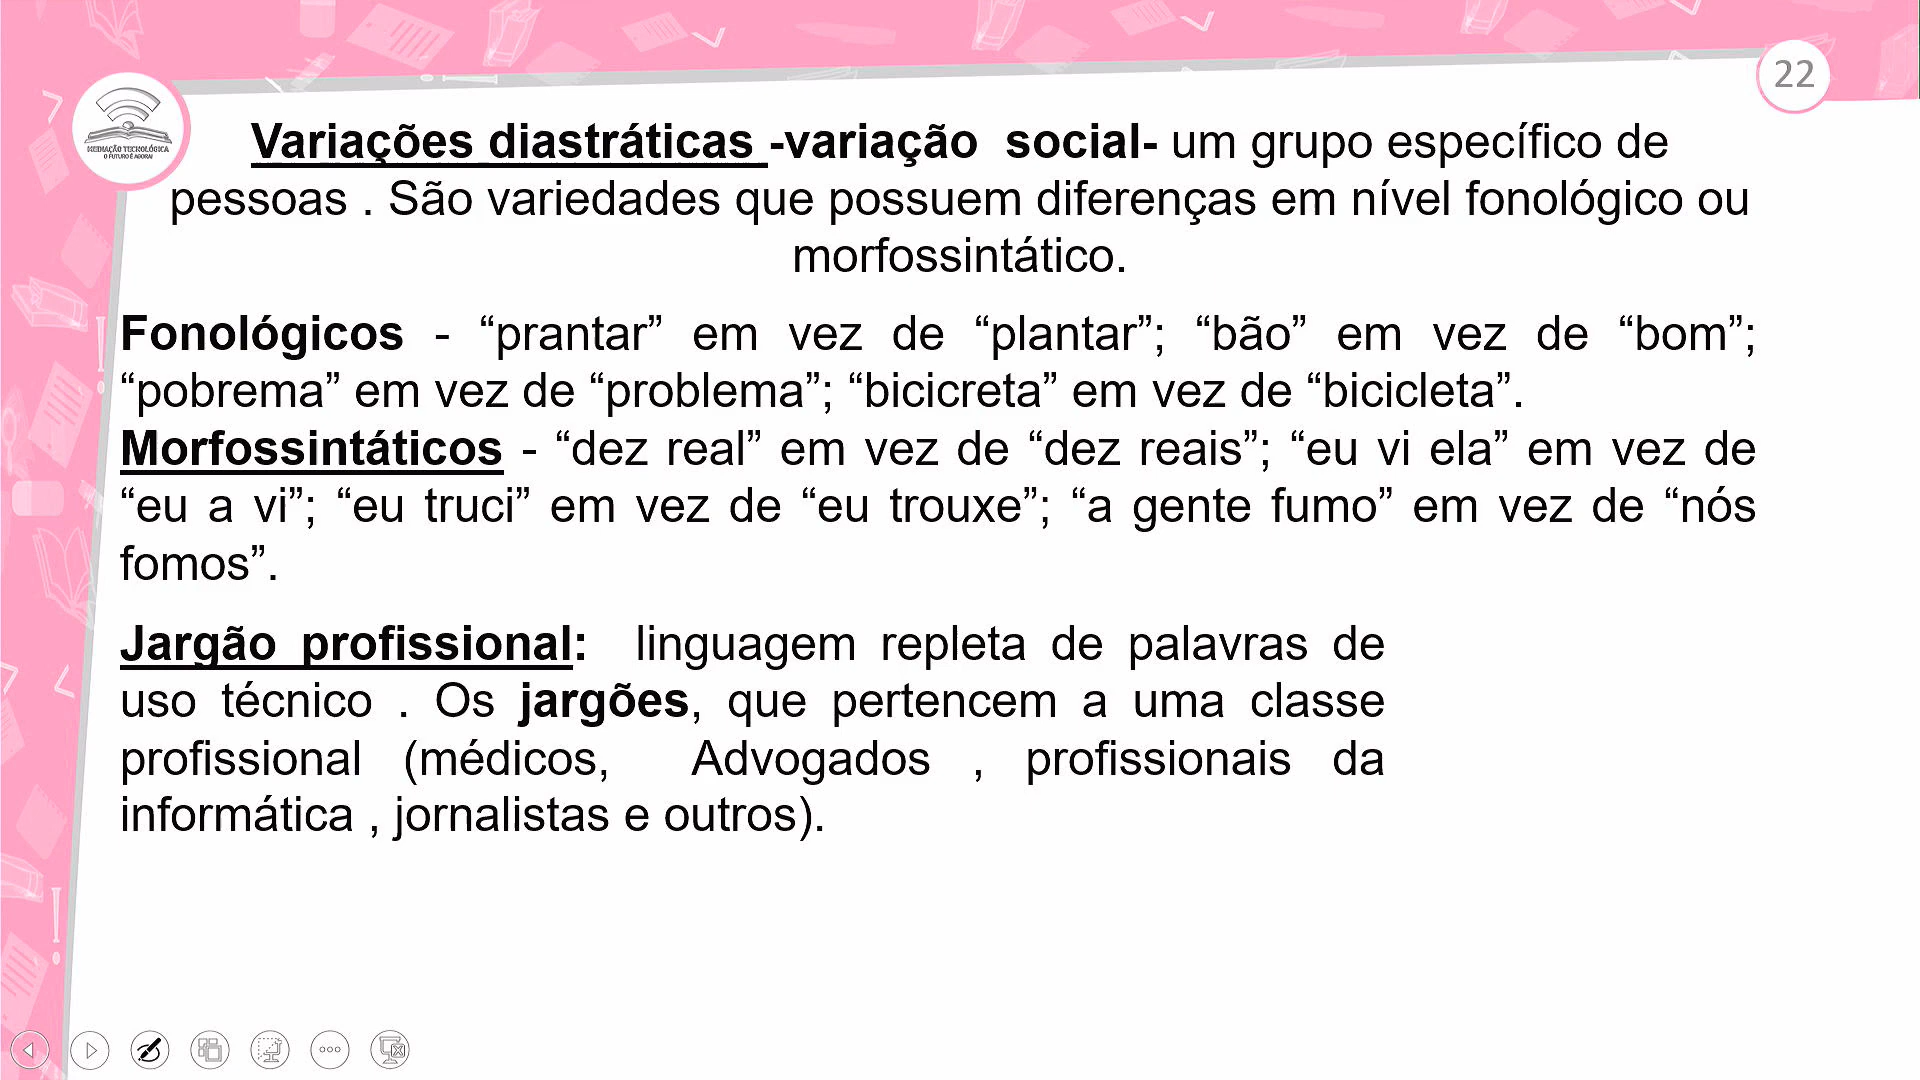 22
MEDIAÇÃO TECNOLÓGICA
O FUTURO É AGORA!
Variações diastráticas -variação  social- um grupo específico de
pessoas . São variedades que possuem diferenças em nível fonológico ou
morfossintático.
Fonológicos - “prantar” em vez de “plantar”; “bão” em vez de “bom”;
“pobrema” em vez de “problema”; “bicicreta” em vez de “bicicleta”.
Morfossintáticos - “dez real” em vez de “dez reais”; “eu vi ela” em vez de
“eu a vi”; “eu truci” em vez de “eu trouxe”; “a gente fumo” em vez de “nós
fomos”.
Jargão profissional:  linguagem repleta de palavras de
uso técnico . Os jargões, que pertencem a uma classe
profissional (médicos,  Advogados , profissionais da
informática , jornalistas e outros).